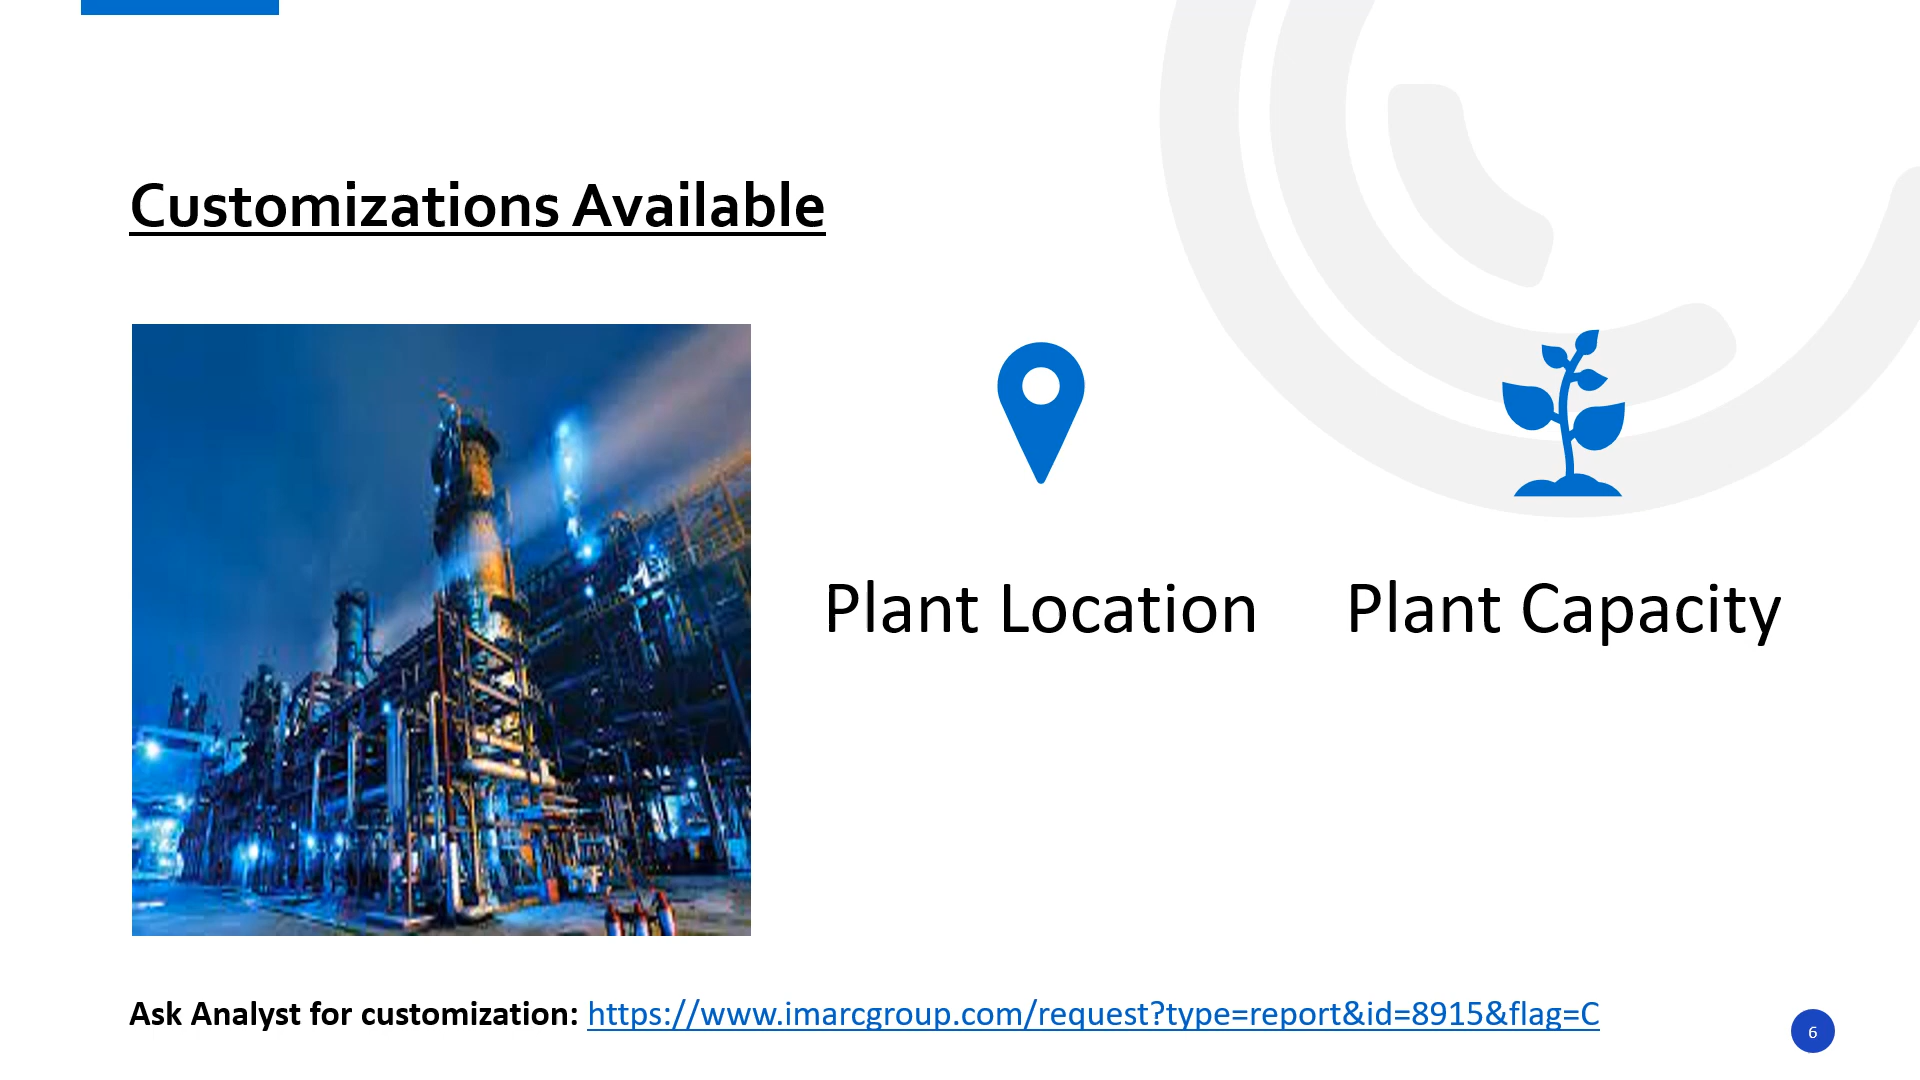 Customizations Available
Plant Location
Plant Capacity
Ask Analyst for customization: https://www.imarcgroup.com/request?type=report&id=8915&flag=C
6